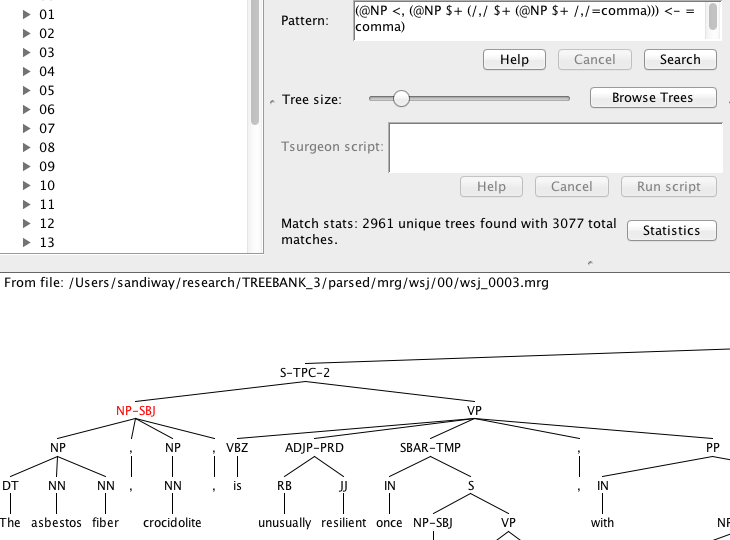 01
02
03
04
05
06
07
08
09
10
11
12
13
Pattern:
(@NP <, (@NP $+ (/,/ $+ (@NP $+ /,/=comma))) <- =
comma)
Help Cancel Search
Tree size:
Browse Trees
Tsurgeon script:
Help Cancel Run script
Match stats: 2961 unique trees found with 3077 total
matches.
Statistics
From file: /Users/sandiway/research/TREEBANK_3/parsed/mrg/wsj/00/wsj_0003.mrg
S-TPC-2
NP-SBJ VP
NP , NP , VBZ ADJP-PRD SBAR-TMP , PP
DT NN NN , NN , is RB JJ IN S , IN
The asbestos fiber crocidolite unusually resilient once NP-SBJ VP with NP